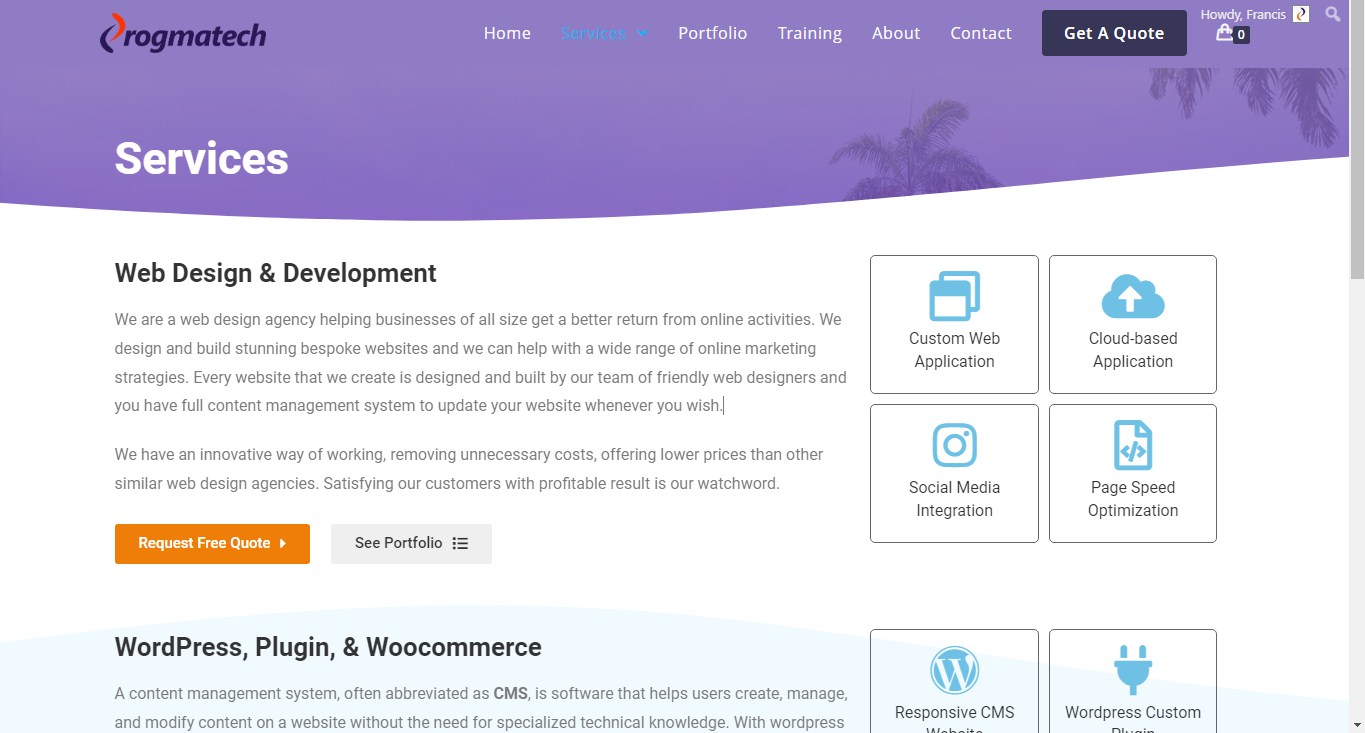 rogmatech
Home Services Portfolio Training About Contact Get A Quote
Howdy, Francis
0
Services
Web Design & Development
We are a web design agency helping businesses of all size get a better return from online activities. We
design and build stunning bespoke websites and we can help with a wide range of online marketing
strategies. Every website that we create is designed and built by our team of friendly web designers and
you have full content management system to update your website whenever you wish.
We have an innovative way of working, removing unnecessary costs, offering lower prices than other
similar web design agencies. Satisfying our customers with profitable result is our watchword.
Request Free Quote
See Portfolio
Custom Web
Application
Cloud-based
Application
Social Media
Integration
Page Speed
Optimization
WordPress, Plugin, & Woocommerce
A content management system, often abbreviated as CMS, is software that helps users create, manage,
and modify content on a website without the need for specialized technical knowledge. With wordpress
Responsive CMS
Website
Wordpress Custom
Plugin